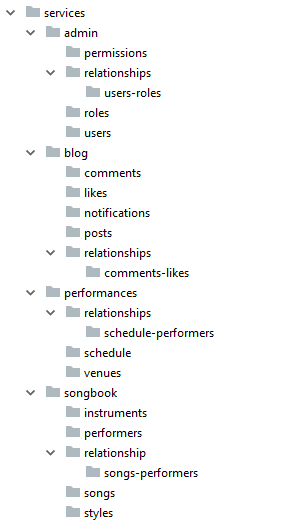 services
admin
permissions
relationships
users-roles
roles
users
blog
comments
likes
notifications
posts
relationships
comments-likes
performances
relationships
schedule-performers
schedule
venues
songbook
instruments
performers
relationship
songs-performers
songs
styles